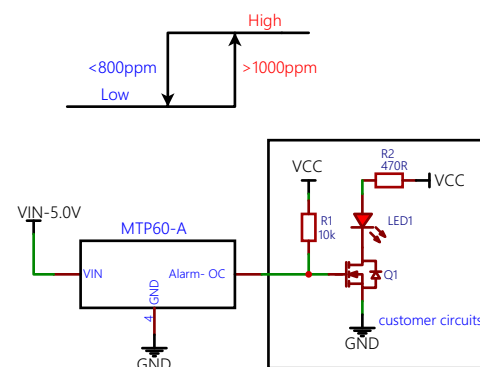 High
<800ppm
>1000ppm
Low
R2
470R
VCC
VCC
VIN-5.0V
MTP60-A
R1
10k
LED1
VIN
Alarm- OC
Q1
GND
4
customer circuits
GND
GND